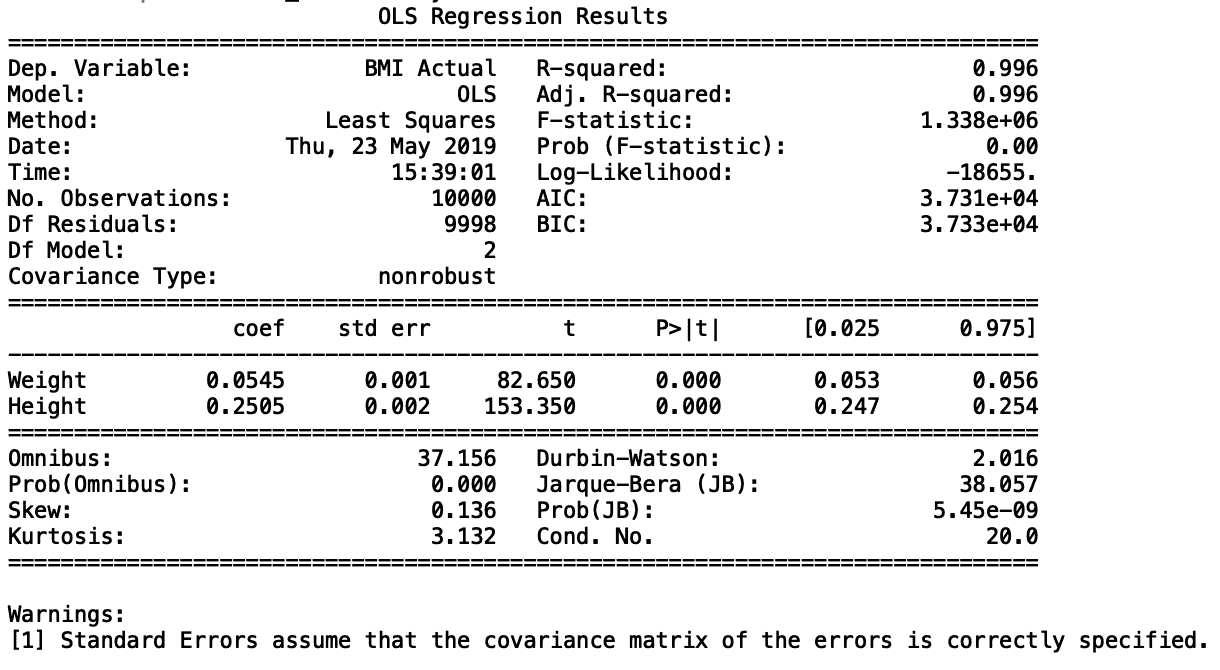 OLS Regression Results
==============================================================================
Dep. Variable:             BMI Actual   R-squared:                       0.996
Model:                            OLS   Adj. R-squared:                  0.996
Method:                 Least Squares   F-statistic:                 1.338e+06
Date:                Thu, 23 May 2019   Prob (F-statistic):               0.00
Time:                        15:39:01   Log-Likelihood:                -18655.
No. Observations:               10000   AIC:                         3.731e+04
Df Residuals:                    9998   BIC:                         3.733e+04
Df Model:                           2
Covariance Type:            nonrobust
==============================================================================
                 coef    std err          t      P>|t|      [0.025      0.975]
------------------------------------------------------------------------------
Weight         0.0545      0.001     82.650      0.000       0.053       0.056
Height         0.2505      0.002    153.350      0.000       0.247       0.254
==============================================================================
Omnibus:                       37.156   Durbin-Watson:                   2.016
Prob(Omnibus):                  0.000   Jarque-Bera (JB):               38.057
Skew:                           0.136   Prob(JB):                     5.45e-09
Kurtosis:                       3.132   Cond. No.                         20.0
==============================================================================
Warnings:
[1] Standard Errors assume that the covariance matrix of the errors is correctly specified.